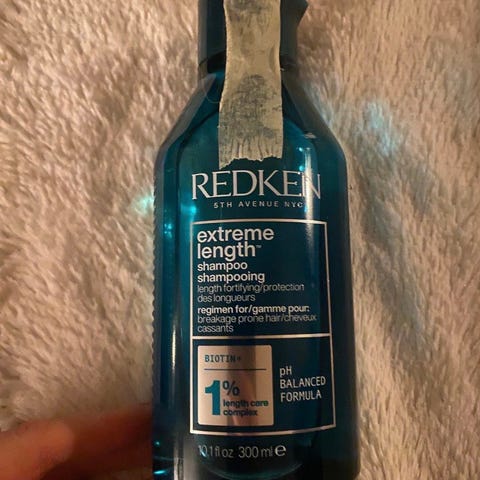 REDKEN
5TH AVENUE NYC
extreme
length™
shampoo
shampooing
length fortifying/protection
des longueurs
regimen for/gamme pour:
breakage prone hair/cheveux
cassants
BIOTIN+
1%
length care
complex
pH
BALANCED
FORMULA
10.1 fl oz 300 ml e